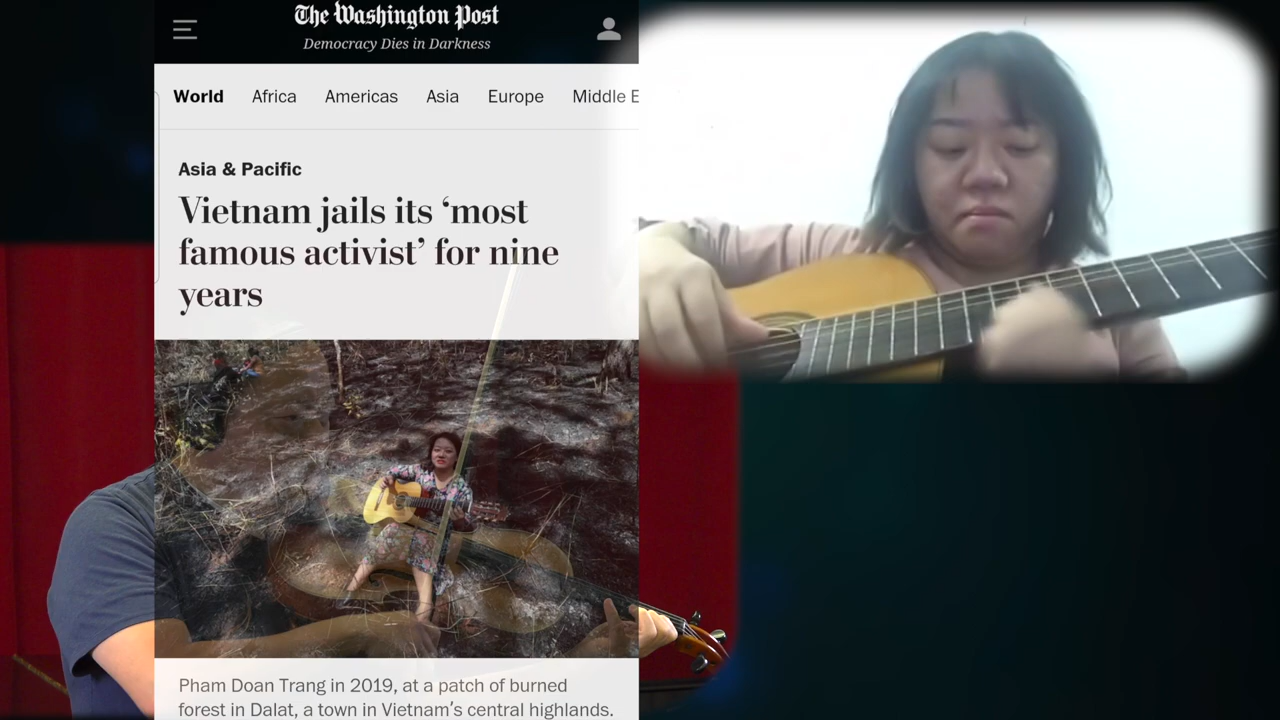 The Washington Post
Democracy Dies in Darkness
World Africa Americas Asia Europe Middle E
Asia & Pacific
Vietnam jails its ‘most
famous activist’ for nine
years
Pham Doan Trang in 2019, at a patch of burned
forest in Dalat, a town in Vietnam’s central highlands.